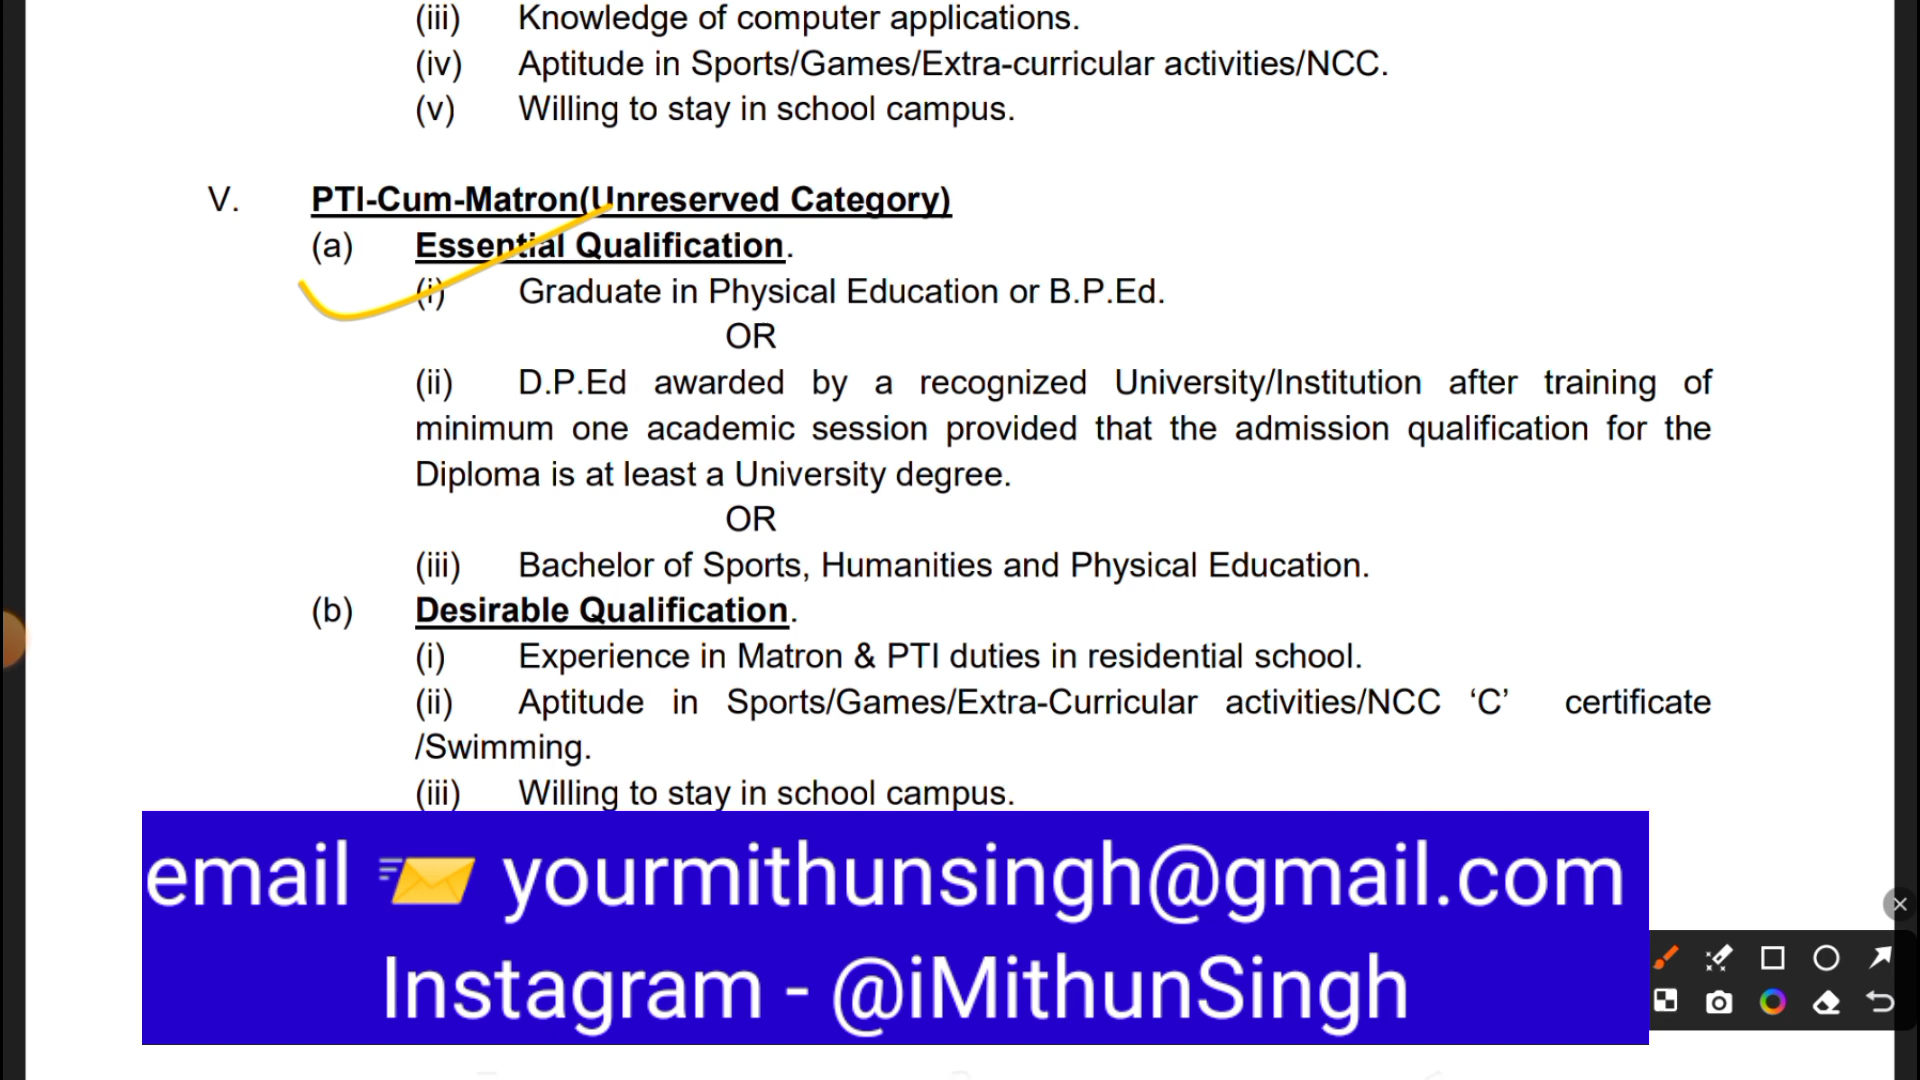 (iii) Knowledge of computer applications.
(iv) Aptitude in Sports/Games/Extra-curricular activities/NCC.
(v) Willing to stay in school campus.
V. PTI-Cum-Matron(Unreserved Category)
(a) Essential Qualification.
(i) Graduate in Physical Education or B.P.Ed.
OR
(ii) D.P.Ed awarded by a recognized University/Institution after training of
minimum one academic session provided that the admission qualification for the
Diploma is at least a University degree.
OR
(iii) Bachelor of Sports, Humanities and Physical Education.
(b) Desirable Qualification.
(i) Experience in Matron & PTI duties in residential school.
(ii) Aptitude in Sports/Games/Extra-Curricular activities/NCC ‘C’ certificate
/Swimming.
(iii) Willing to stay in school campus.
email 📨 yourmithunsingh@gmail.com
Instagram - @iMithunSingh